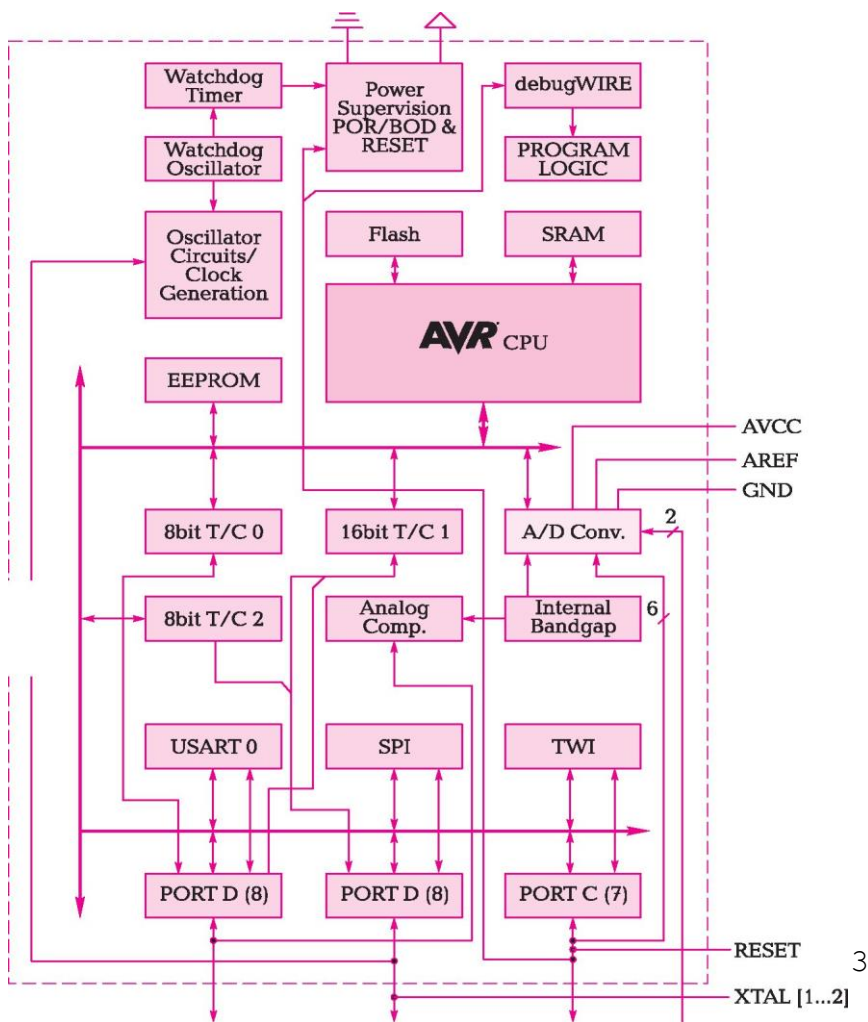 Watchdog
Timer
Power
Supervision
POR/BOD &
RESET
debugWIRE
Watchdog
Oscillator
PROGRAM
LOGIC
Oscillator
Circuits/
Clock
Generation
Flash
SRAM
AVR CPU
EEPROM
AVCC
AREF
GND
8bit T/C 0
16bit T/C 1
A/D Conv.
2
8bit T/C 2
Analog
Comp.
Internal
Bandgap
6
USART 0
SPI
TWI
PORT D (8)
PORT D (8)
PORT C (7)
RESET
3
XTAL [1...2]